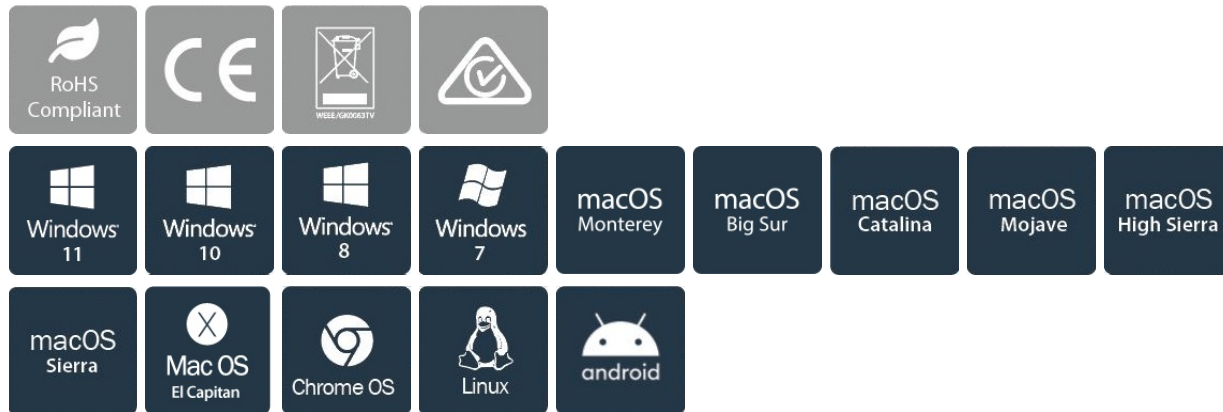 RoHS
Compliant
CE
WEEE/GK0063TV
Windows
11
Windows
10
Windows
8
Windows
7
macOS
Monterey
macOS
Big Sur
macOS
Catalina
macOS
Mojave
macOS
High Sierra
macOS
Sierra
X
Mac OS
El Capitan
Chrome OS
Linux
android